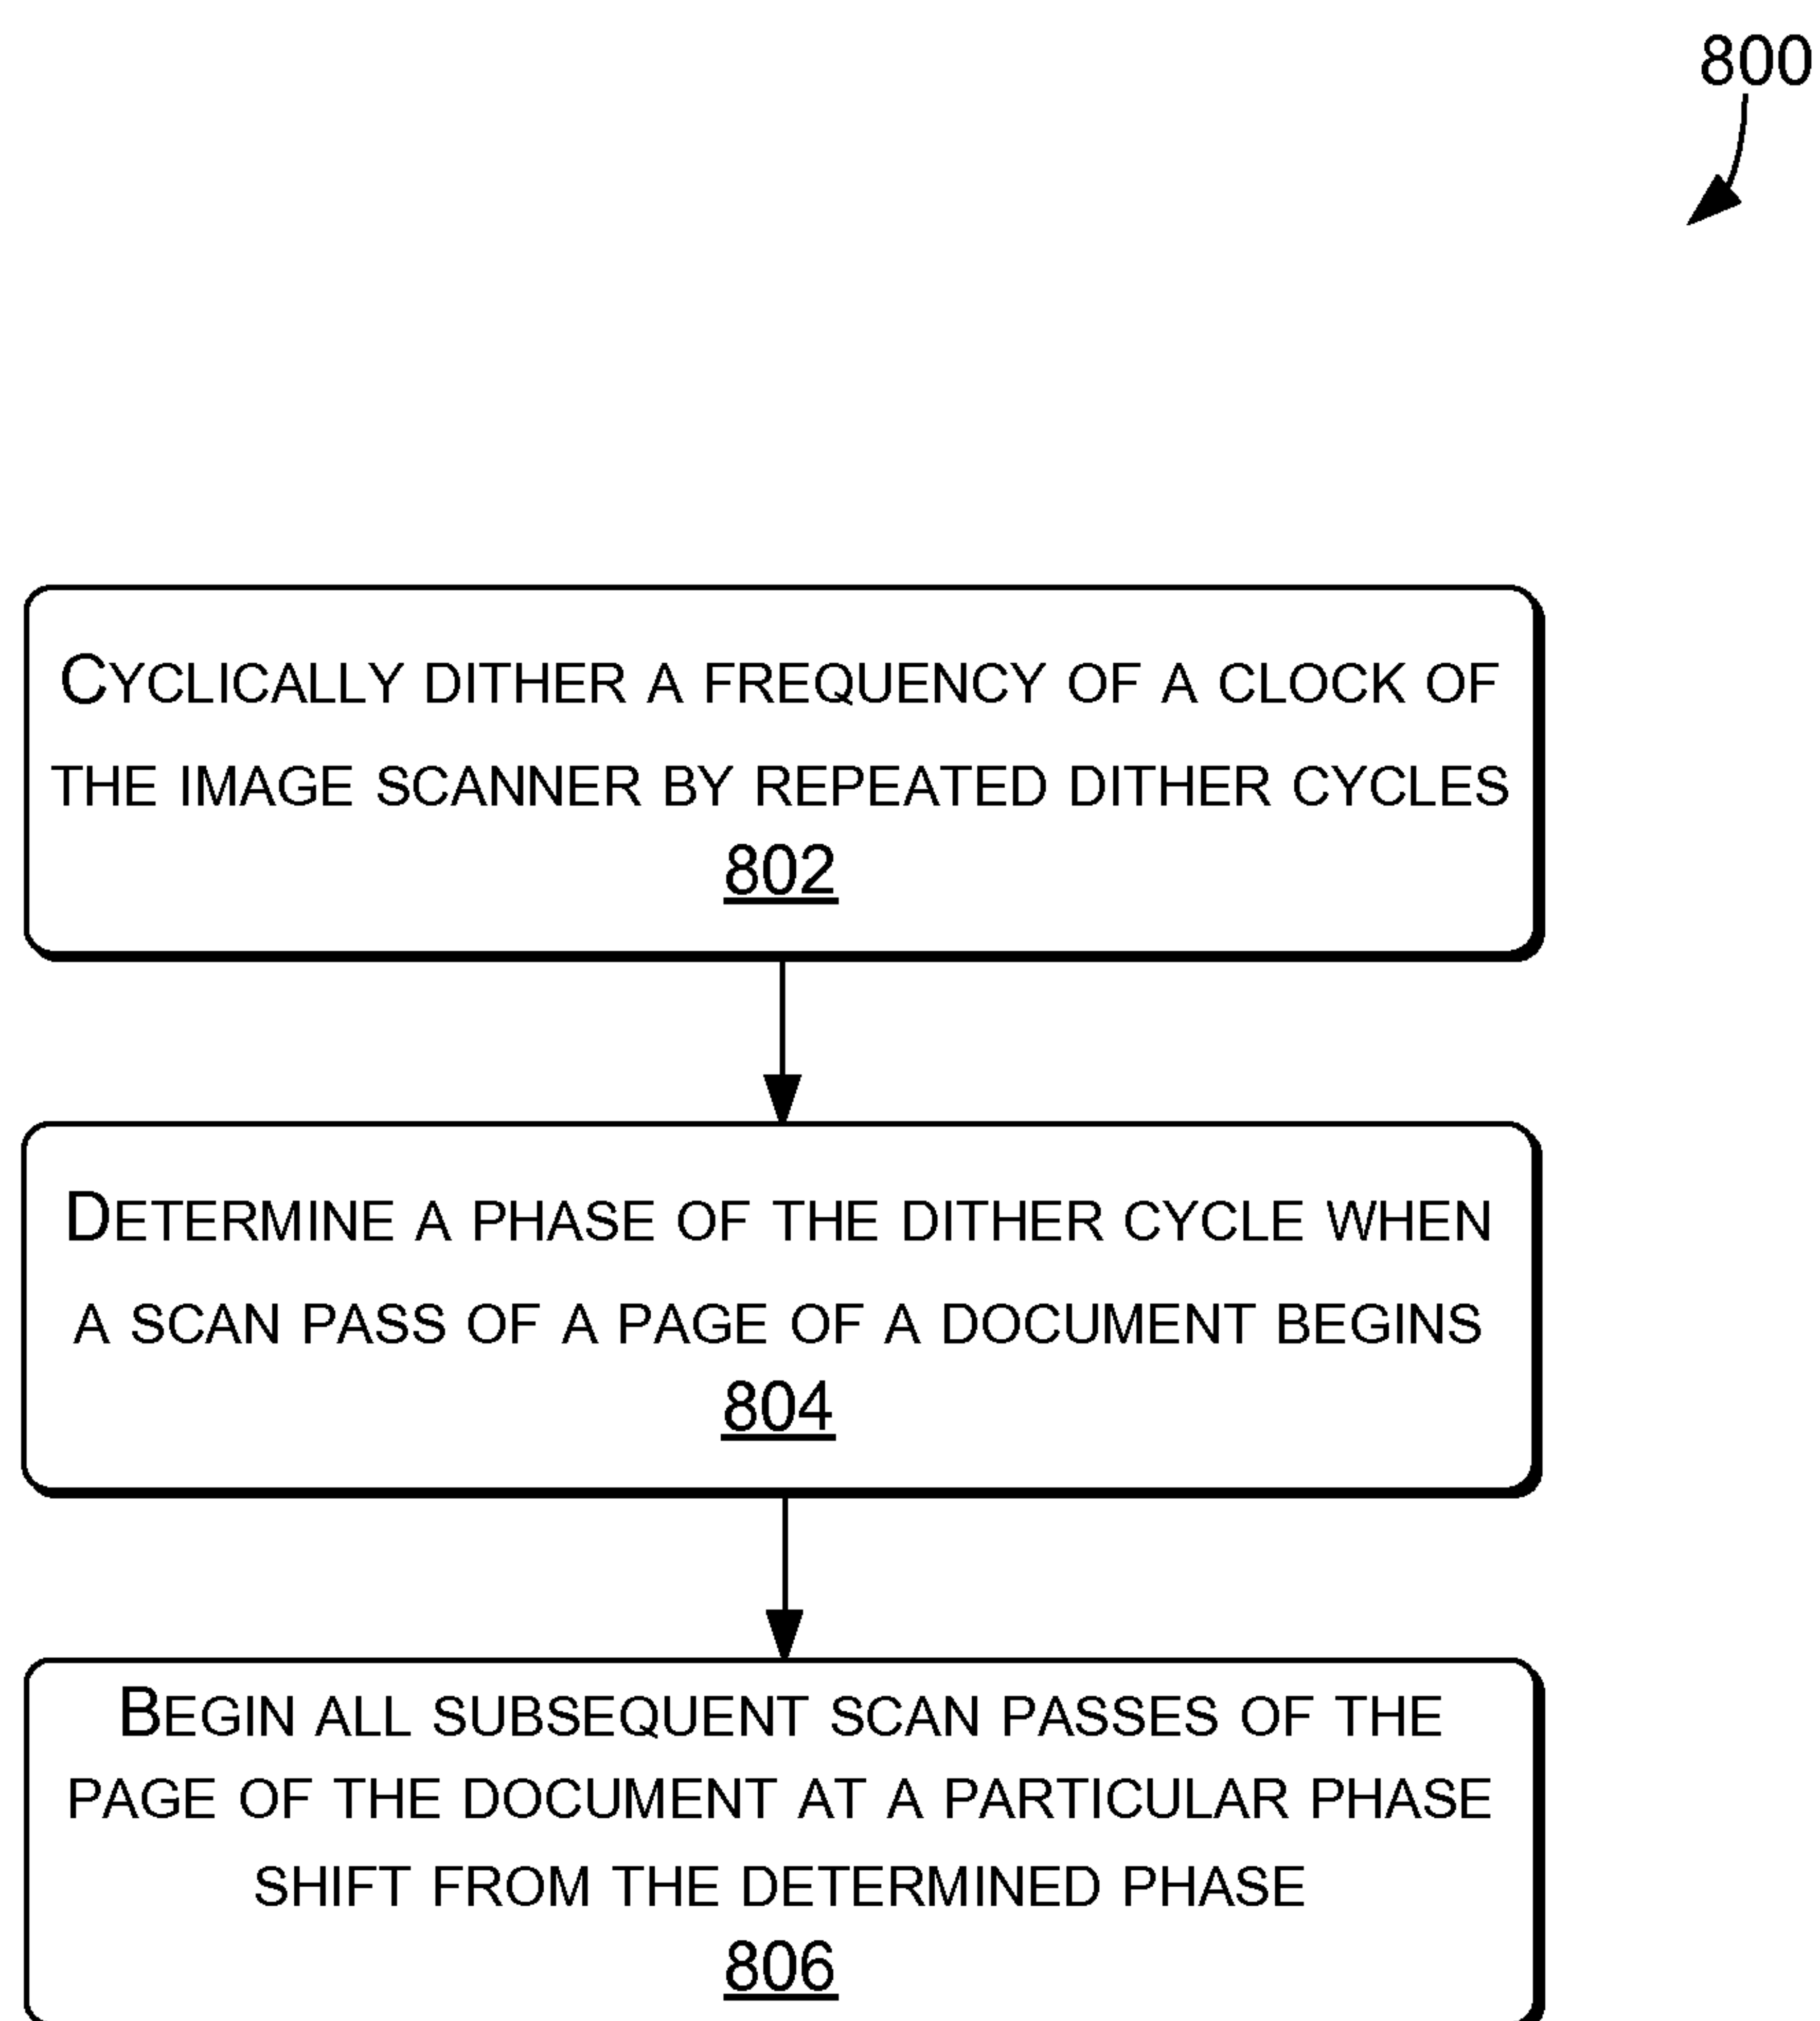 800
CYCLICALLY DITHER A FREQUENCY OF A CLOCK OF
THE IMAGE SCANNER BY REPEATED DITHER CYCLES
802
DETERMINE A PHASE OF THE DITHER CYCLE WHEN
A SCAN PASS OF A PAGE OF A DOCUMENT BEGINS
804
BEGIN ALL SUBSEQUENT SCAN PASSES OF THE
PAGE OF THE DOCUMENT AT A PARTICULAR PHASE
SHIFT FROM THE DETERMINED PHASE
806